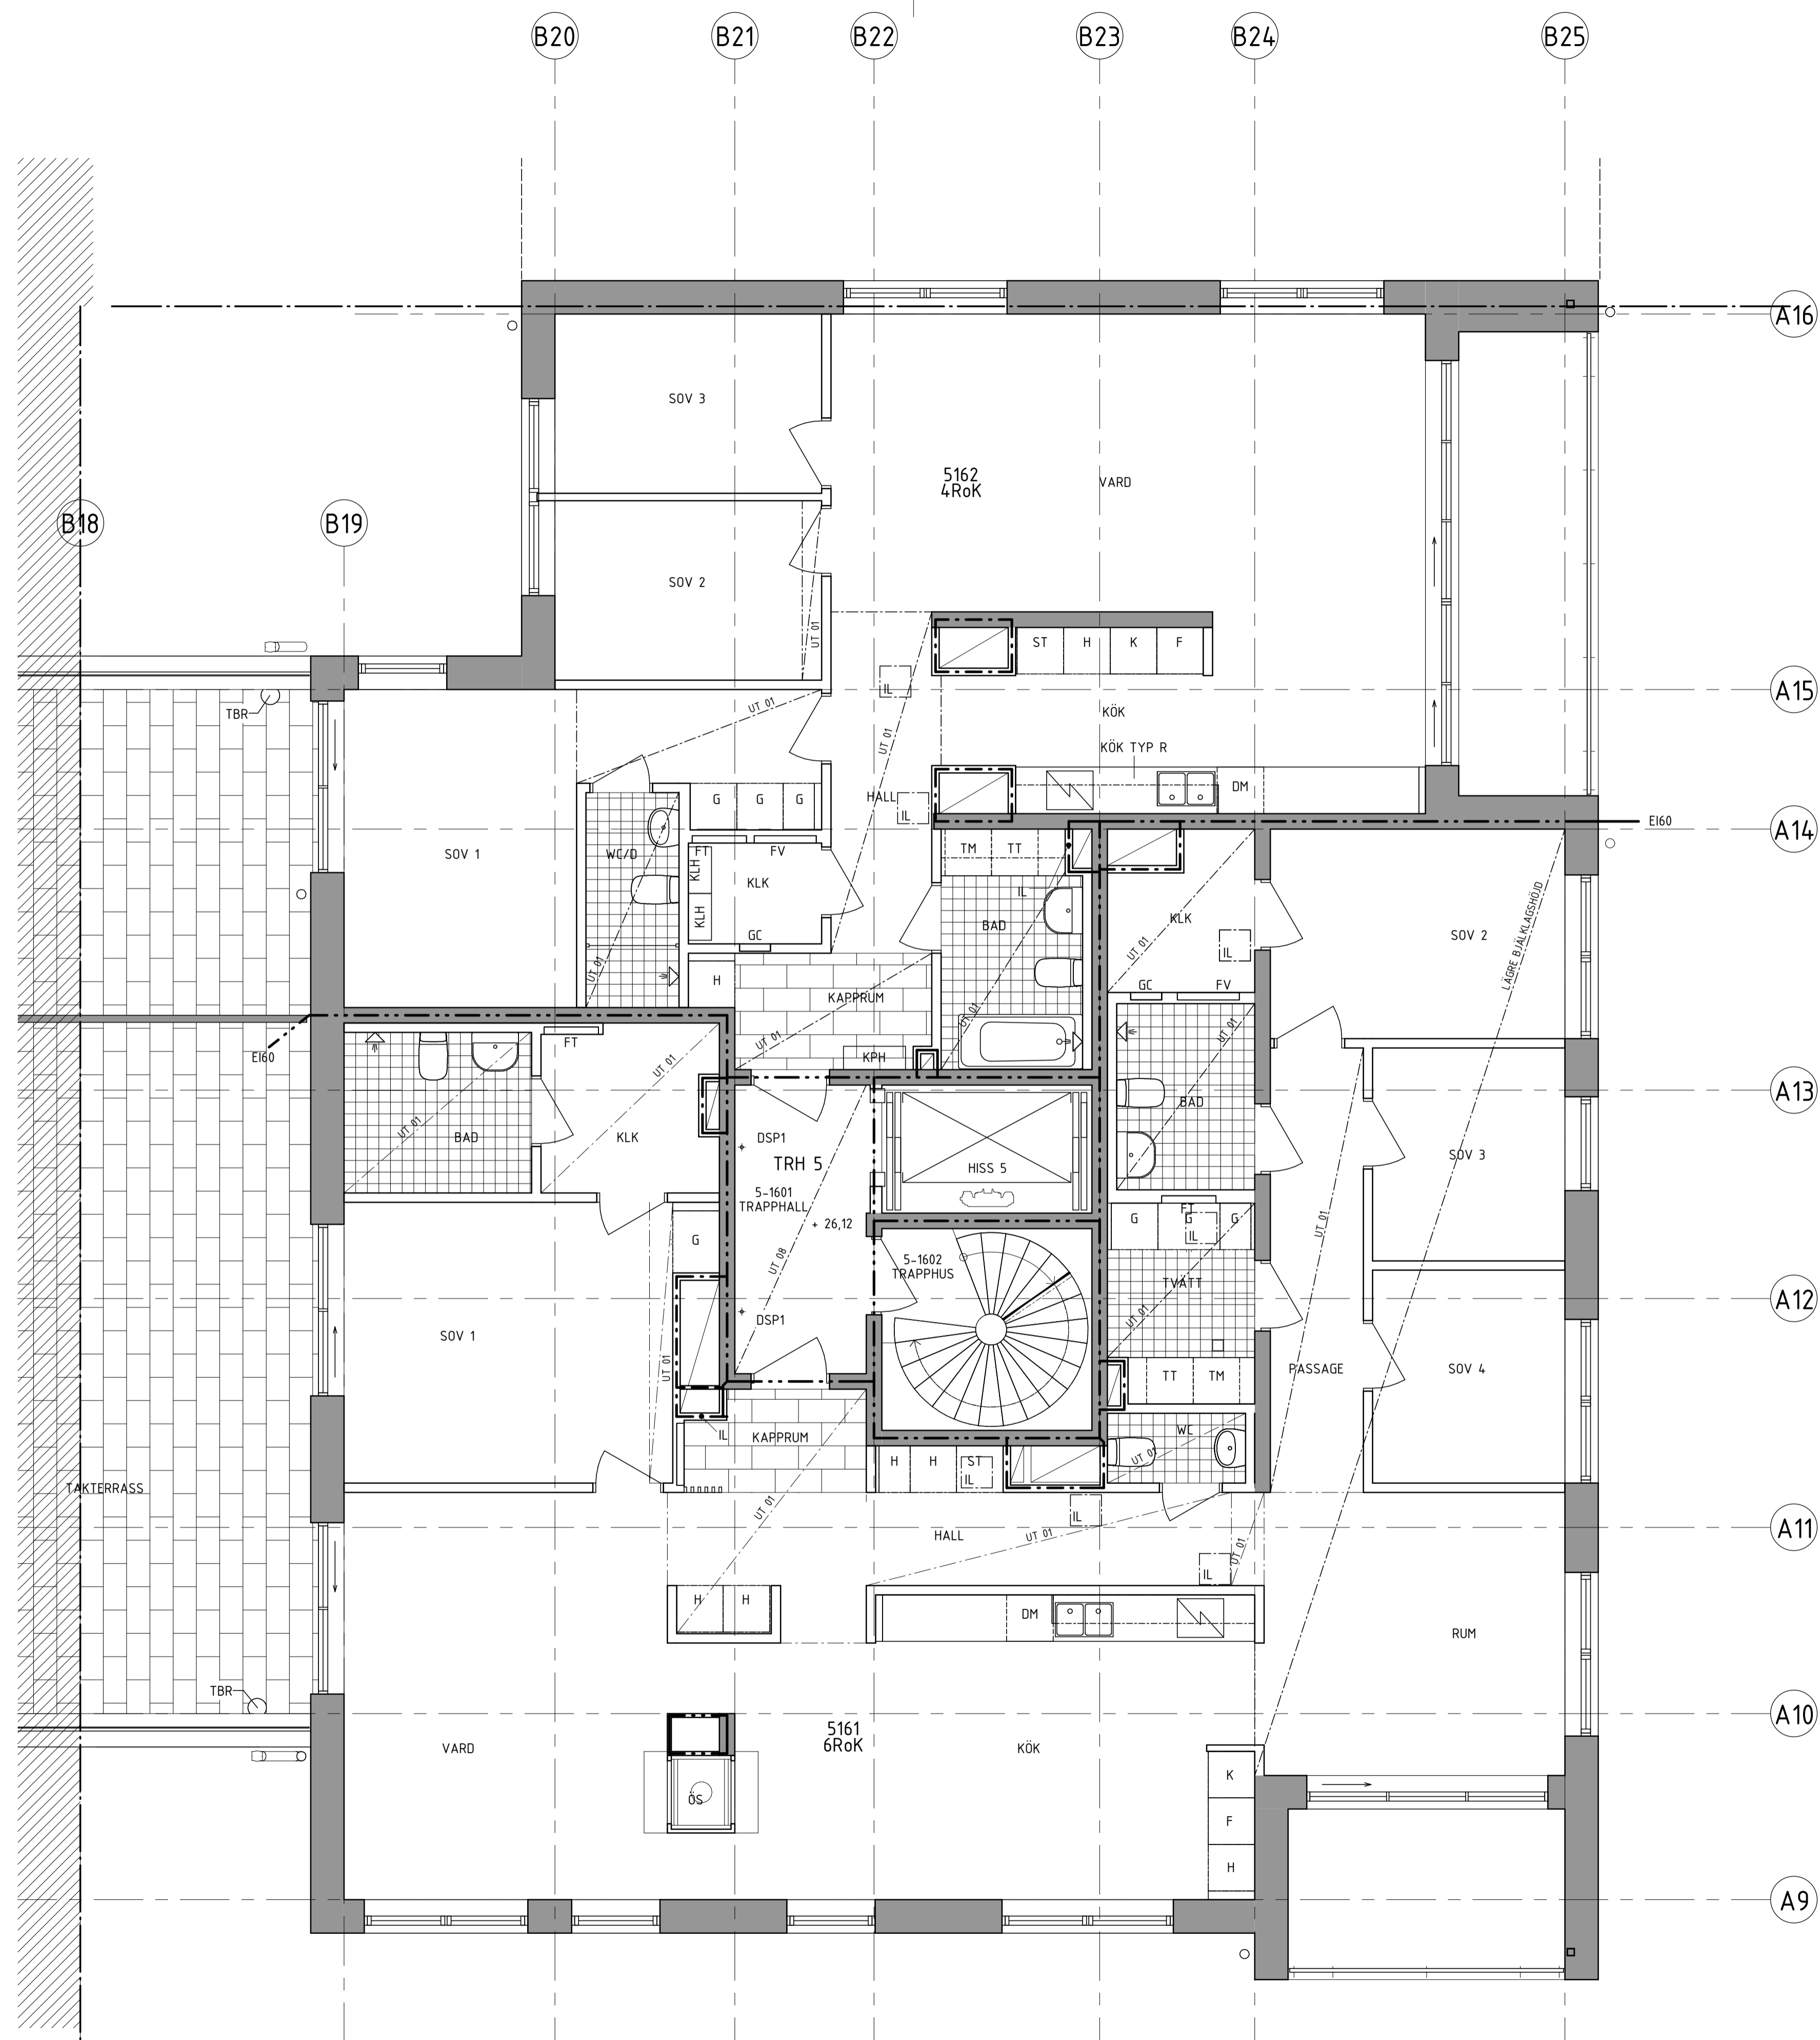 B20
B21
B22
B23
B24
B25
A16
SOV 3
5162
4RoK
VARD
B18
B19
SOV 2
UT 01
ST
H
K
F
IL
A15
TBR
UT 01
KÖK
UT 01
KÖK TYP R
DM
G
G
G
HALL
IL
EI60
A14
SOV 1
WC/D
FT
FV
KLH
KLK
KLH
TM
TT
IL
BAD
KLK
UT 01
SOV 2
LÄGRE BJÄLKLAGSHÖJD
GC
IL
UT 01
H
KAPPRUM
GC
FV
UT 01
UT 01
UT 01
KPH
EI60
FT
UT 01
UT 01
BAD
KLK
BAD
A13
DSP1
TRH 5
HISS 5
SOV 3
5-1601
TRAPPHALL
+ 26,12
G
G
G
FT
IL
UT 01
G
UT 08
5-1602
TRAPPHUS
TVÄTT
A12
DSP1
UT 01
SOV 1
UT 01
PASSAGE
SOV 4
TT
TM
IL
KAPPRUM
WC
UT 01
H
H
ST
IL
TAKTERRASS
UT 01
IL
HALL
UT 01
UT 01
A11
IL
H
H
DM
RUM
TBR
A10
VARD
5161
6RoK
KÖK
K
ÖS
F
H
A9